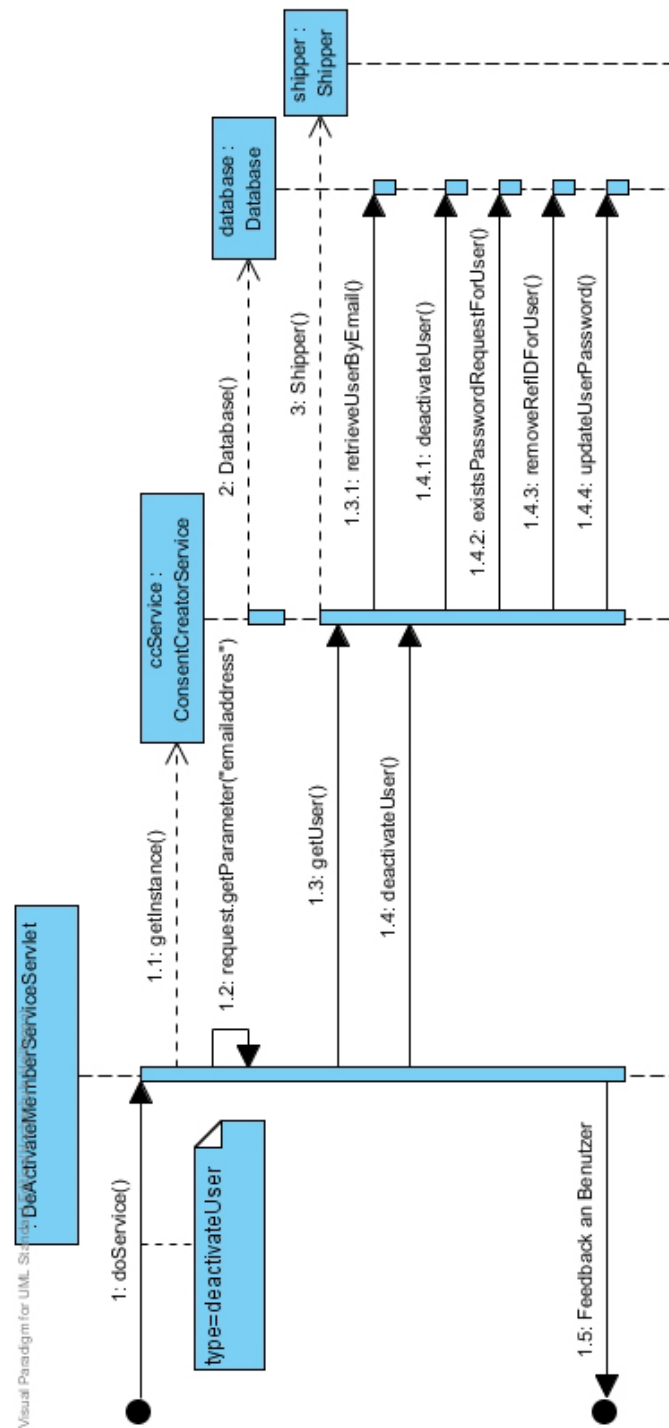 Visual Paradigm for UML Standard
: DeActivateMemberServiceServlet
ccService :
ConsentCreatorService
database :
Database
shipper :
Shipper
1: doService()
type=deactivateUser
1.1: getInstance()
1.2: request.getParameter("emailaddress")
2: Database()
3: Shipper()
1.3: getUser()
1.3.1: retrieveUserByEmail()
1.4: deactivateUser()
1.4.1: deactivateUser()
1.4.2: existsPasswordRequestForUser()
1.4.3: removeRefIDForUser()
1.4.4: updateUserPassword()
1.5: Feedback an Benutzer